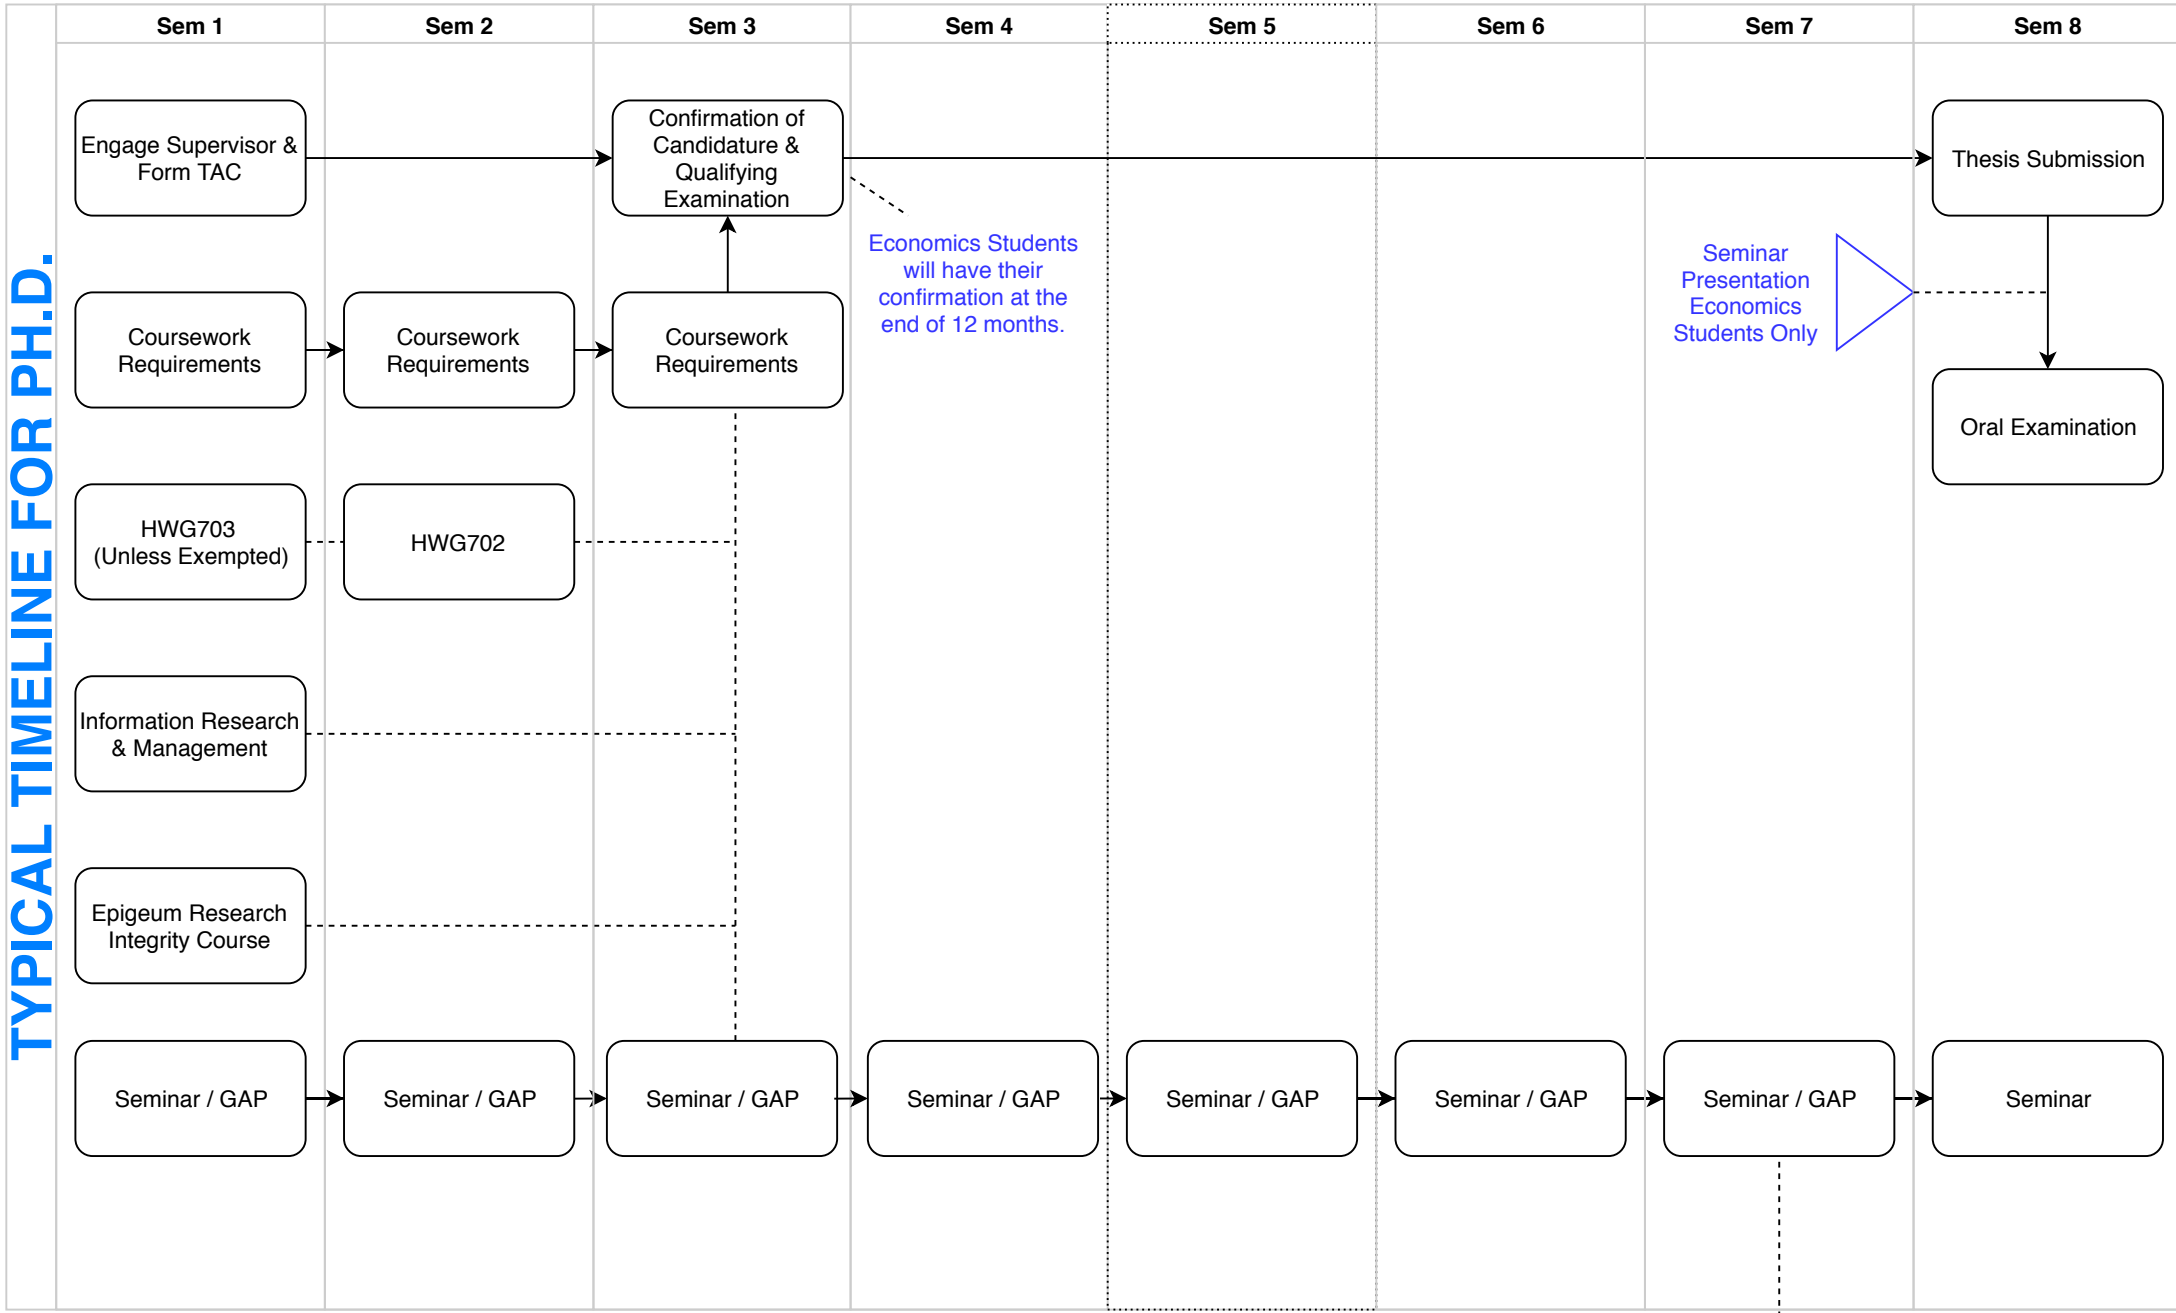 TYPICAL TIMELINE FOR PH.D.
Sem 1
Sem 2
Sem 3
Sem 4
Sem 5
Sem 6
Sem 7
Sem 8
Engage Supervisor &
Form TAC
Confirmation of
Candidature &
Qualifying
Examination
Thesis Submission
Economics Students
will have their
confirmation at the
end of 12 months.
Seminar
Presentation
Economics
Students Only
Coursework
Requirements
Coursework
Requirements
Coursework
Requirements
Oral Examination
HWG703
(Unless Exempted)
HWG702
Information Research
& Management
Epigeum Research
Integrity Course
Seminar / GAP
Seminar / GAP
Seminar / GAP
Seminar / GAP
Seminar / GAP
Seminar / GAP
Seminar / GAP
Seminar